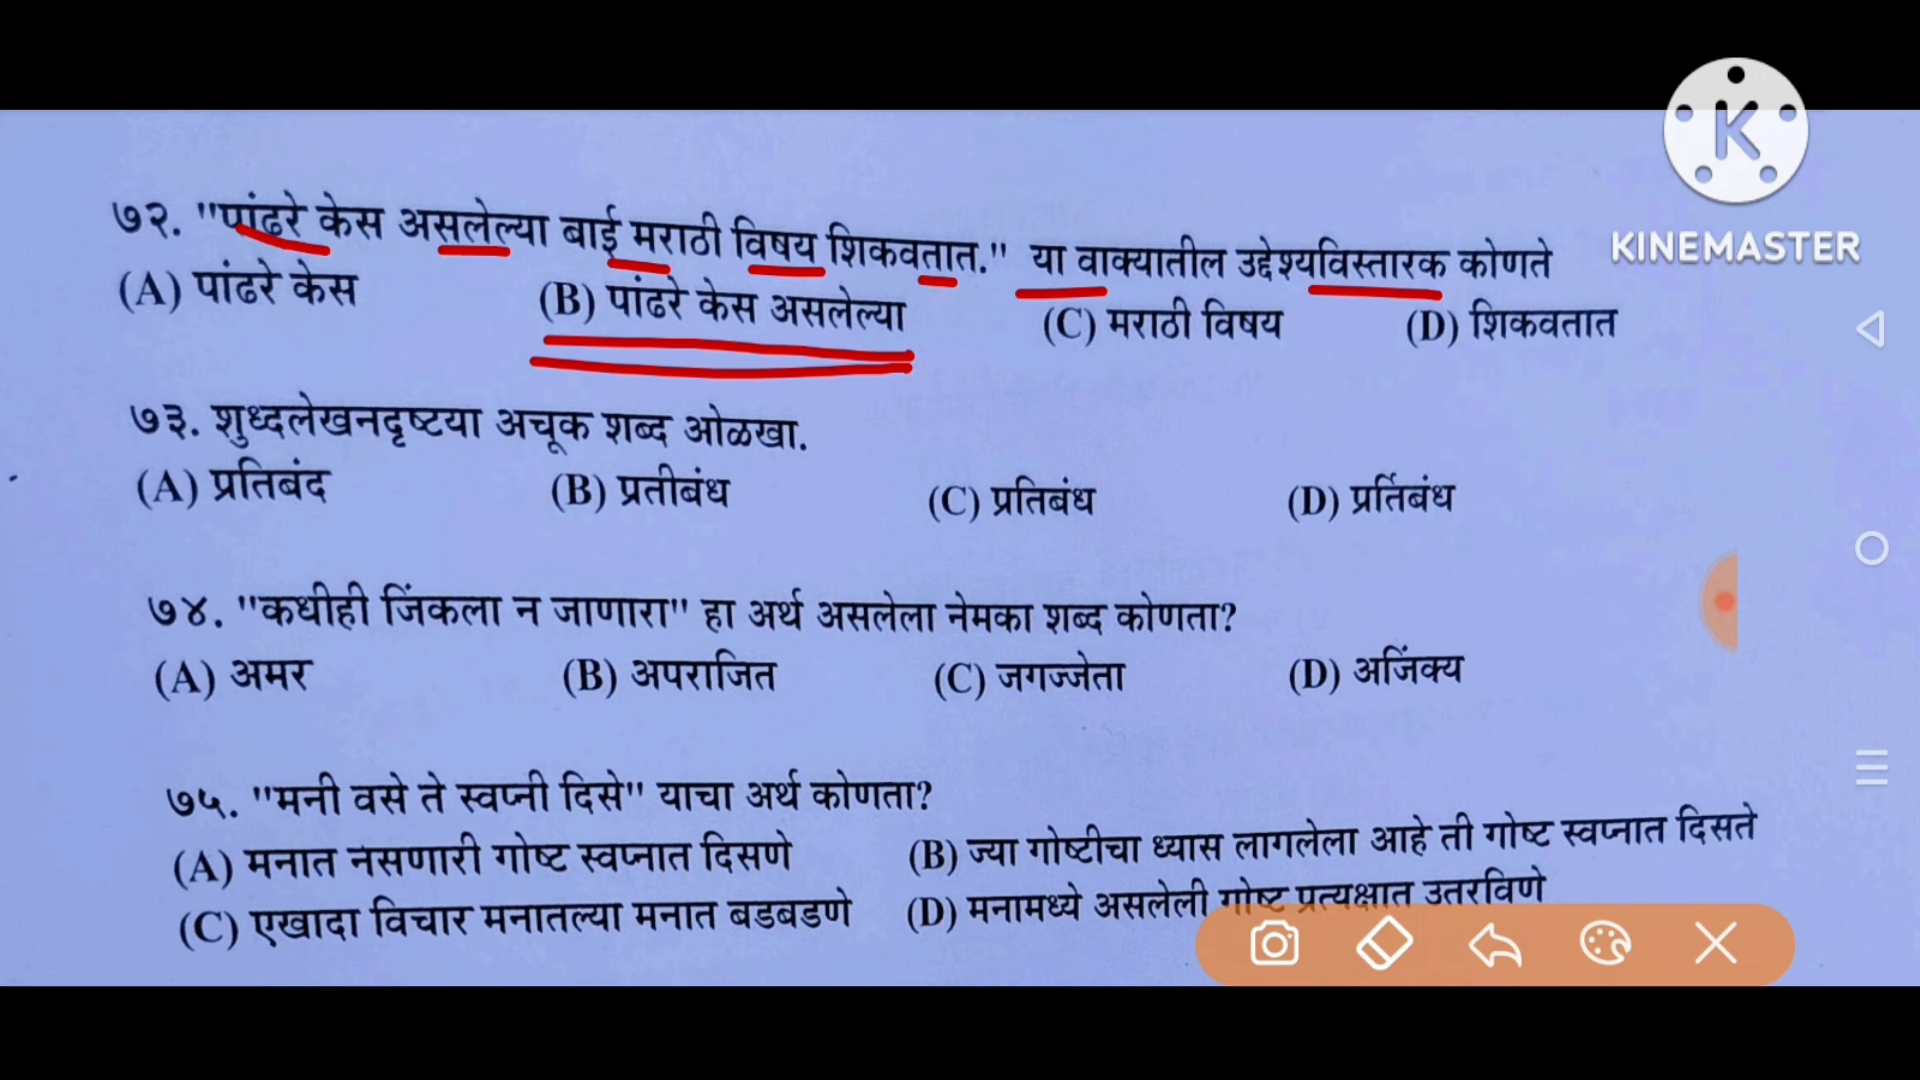 ७२. "पांढरे केस असलेल्या बाई मराठी विषय शिकवतात." या वाक्यातील उद्देश्यविस्तारक कोणते
(A) पांढरे केस (B) पांढरे केस असलेल्या (C) मराठी विषय (D) शिकवतात
७३. शुध्दलेखनदृष्टया अचूक शब्द ओळखा.
(A) प्रतिबंद (B) प्रतीबंध (C) प्रतिबंध (D) प्रर्तिबंध
७४. "कधीही जिंकला न जाणारा" हा अर्थ असलेला नेमका शब्द कोणता?
(A) अमर (B) अपराजित (C) जगज्जेता (D) अजिंक्य
७५. "मनी वसे ते स्वप्नी दिसे" याचा अर्थ कोणता?
(A) मनात नसणारी गोष्ट स्वप्नात दिसणे (B) ज्या गोष्टीचा ध्यास लागलेला आहे ती गोष्ट स्वप्नात दिसते
(C) एखादा विचार मनातल्या मनात बडबडणे (D) मनामध्ये असलेली गोष्ट प्रत्यक्षात उतरविणे
K
KINEMASTER